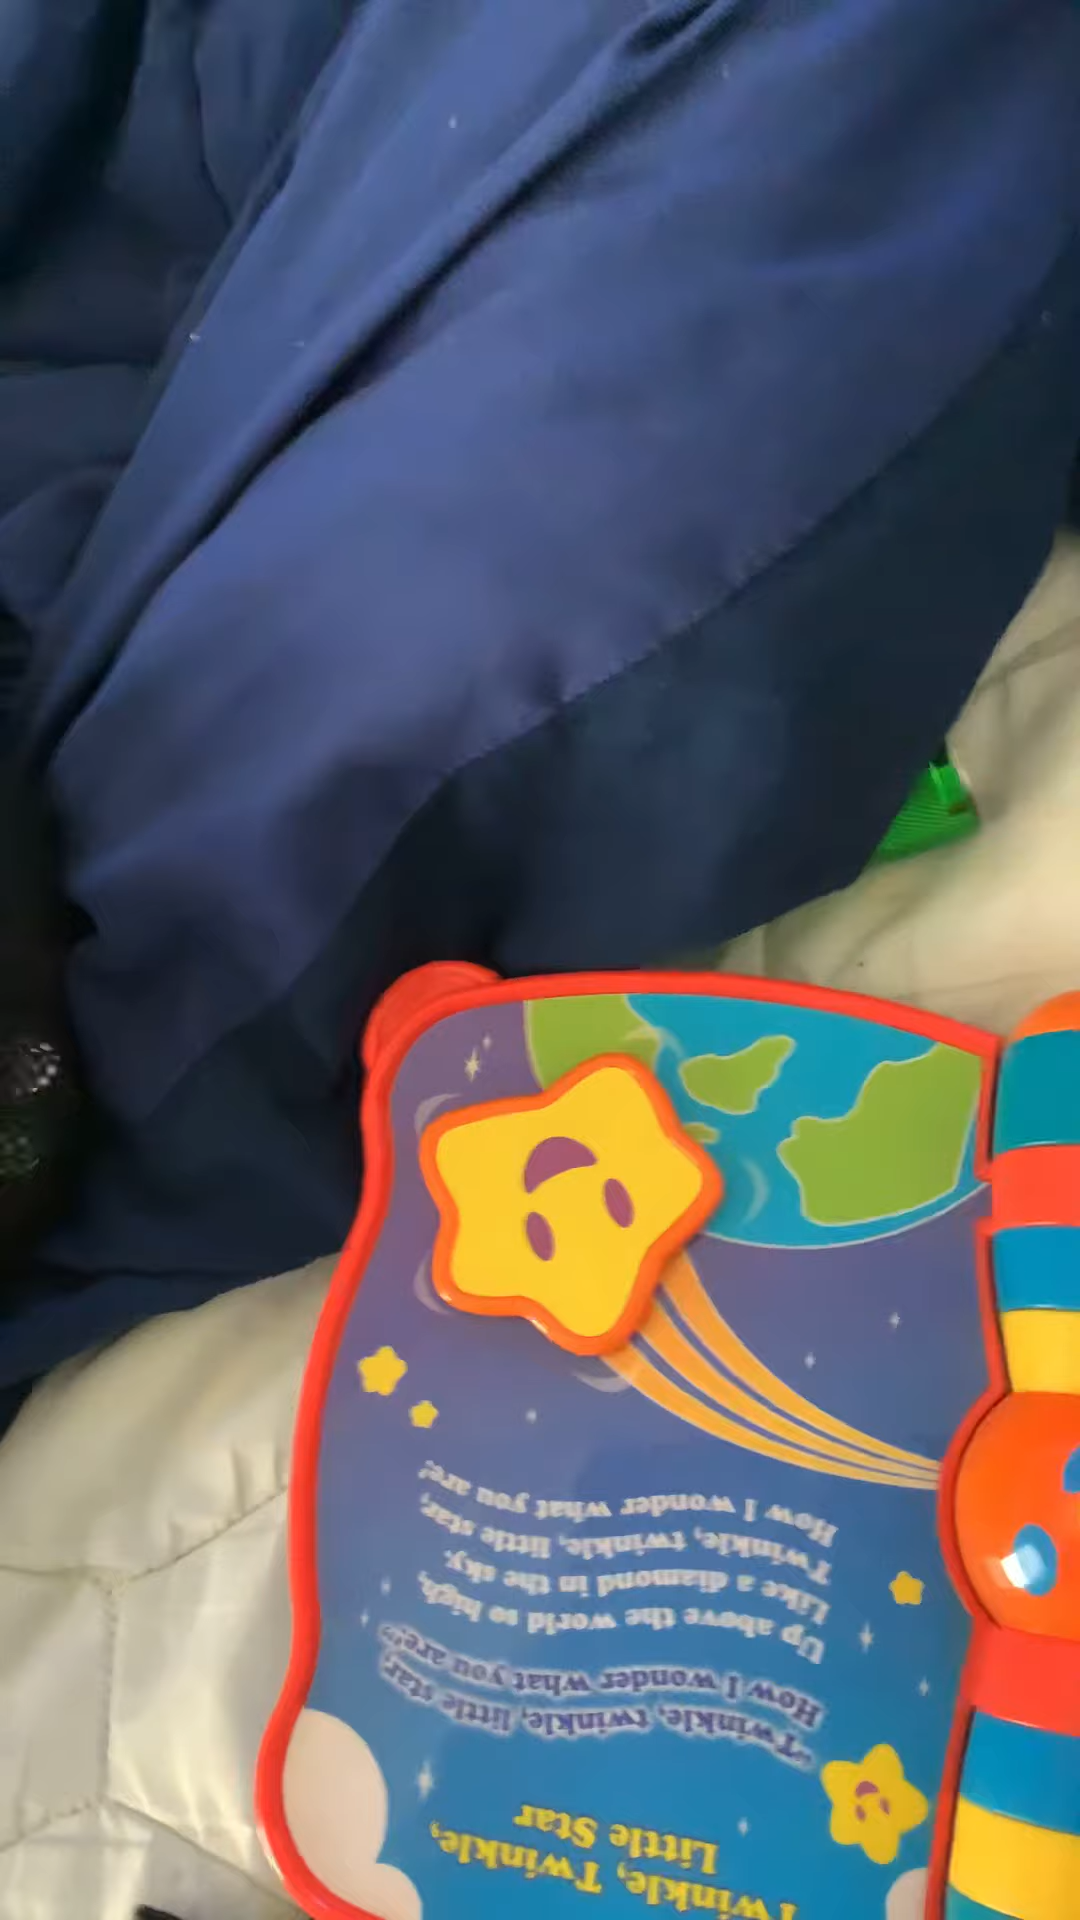 Twinkle, Twinkle,
Little Star
"Twinkle, twinkle, little star,
How I wonder what you are?"
Up above the world so high,
Like a diamond in the sky.
Twinkle, twinkle, little star,
How I wonder what you are!